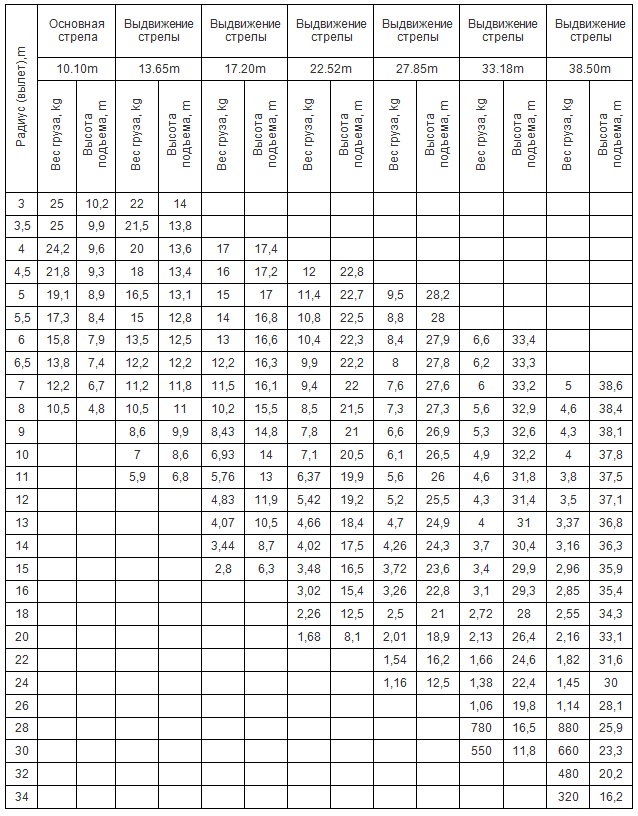 Радиус (вылет),m
Основная стрела
Выдвижение стрелы
Выдвижение стрелы
Выдвижение стрелы
Выдвижение стрелы
Выдвижение стрелы
Выдвижение стрелы
10.10m 13.65m 17.20m 22.52m 27.85m 33.18m 38.50m
Вес груза, kg Высота подъема, m Вес груза, kg Высота подъема, m Вес груза, kg Высота подъема, m Вес груза, kg Высота подъема, m Вес груза, kg Высота подъема, m Вес груза, kg Высота подъема, m Вес груза, kg Высота подъема, m
3 25 10,2 22 14
3,5 25 9,9 21,5 13,8
4 24,2 9,6 20 13,6 17 17,4
4,5 21,8 9,3 18 13,4 16 17,2 12 22,8
5 19,1 8,9 16,5 13,1 15 17 11,4 22,7 9,5 28,2
5,5 17,3 8,4 15 12,8 14 16,8 10,8 22,5 8,8 28
6 15,8 7,9 13,5 12,5 13 16,6 10,4 22,3 8,4 27,9 6,6 33,4
6,5 13,8 7,4 12,2 12,2 12,2 16,3 9,9 22,2 8 27,8 6,2 33,3
7 12,2 6,7 11,2 11,8 11,5 16,1 9,4 22 7,6 27,6 6 33,2 5 38,6
8 10,5 4,8 10,5 11 10,2 15,5 8,5 21,5 7,3 27,3 5,6 32,9 4,6 38,4
9 8,6 9,9 8,43 14,8 7,8 21 6,6 26,9 5,3 32,6 4,3 38,1
10 7 8,6 6,93 14 7,1 20,5 6,1 26,5 4,9 32,2 4 37,8
11 5,9 6,8 5,76 13 6,37 19,9 5,6 26 4,6 31,8 3,8 37,5
12 4,83 11,9 5,42 19,2 5,2 25,5 4,3 31,4 3,5 37,1
13 4,07 10,5 4,66 18,4 4,7 24,9 4 31 3,37 36,8
14 3,44 8,7 4,02 17,5 4,26 24,3 3,7 30,4 3,16 36,3
15 2,8 6,3 3,48 16,5 3,72 23,6 3,4 29,9 2,96 35,9
16 3,02 15,4 3,26 22,8 3,1 29,3 2,85 35,4
18 2,26 12,5 2,5 21 2,72 28 2,55 34,3
20 1,68 8,1 2,01 18,9 2,13 26,4 2,16 33,1
22 1,54 16,2 1,66 24,6 1,82 31,6
24 1,16 12,5 1,38 22,4 1,45 30
26 1,06 19,8 1,14 28,1
28 780 16,5 880 25,9
30 550 11,8 660 23,3
32 480 20,2
34 320 16,2